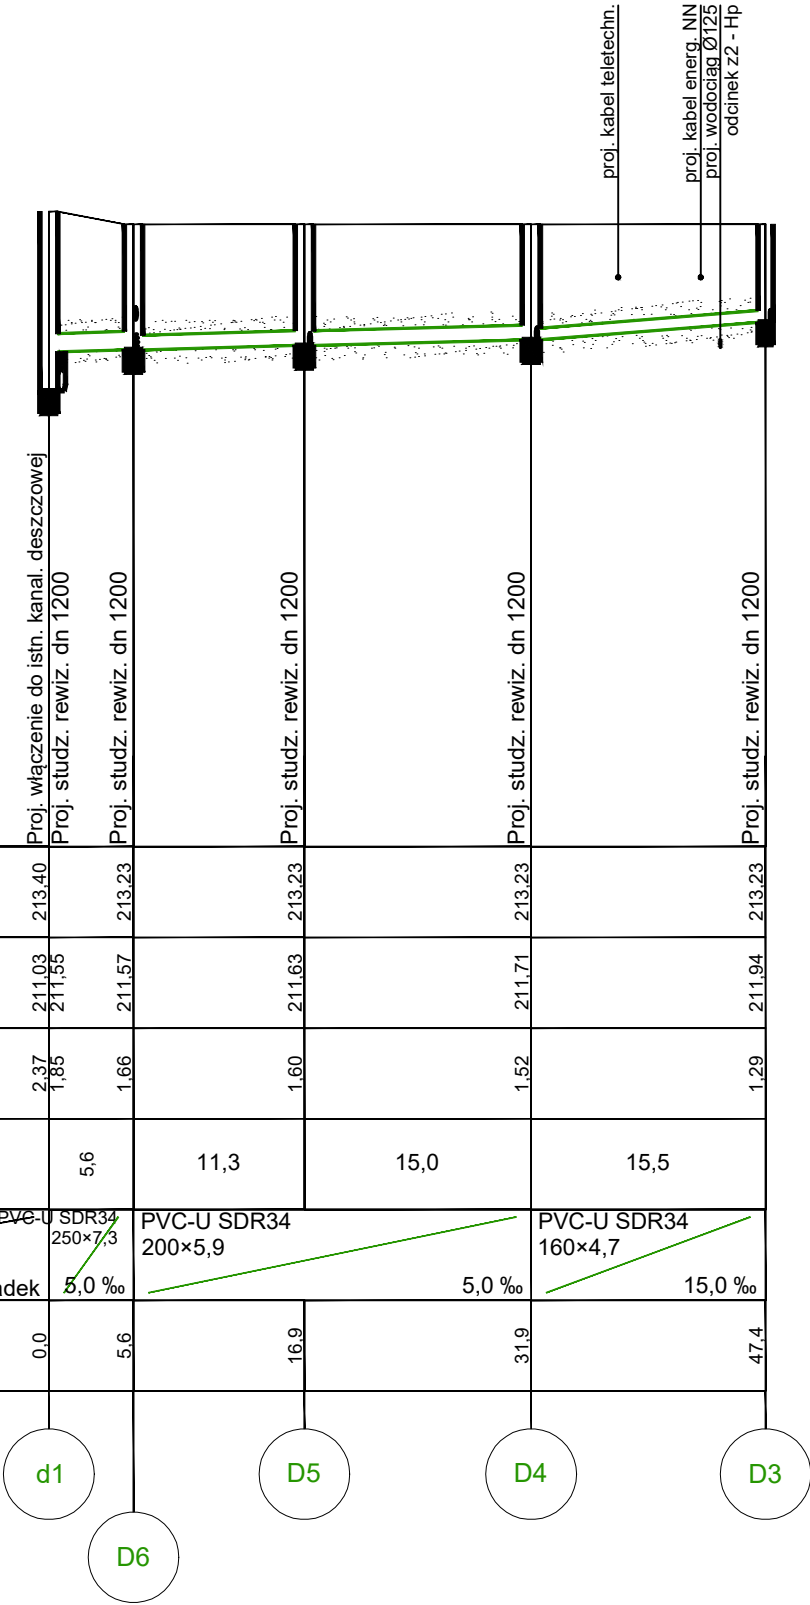 proj. kabel teletechn.
proj. kabel energ. NN
proj. wodociąg Ø125
odcinek z2 - Hp
Proj. włączenie do istn. kanal. deszczowej
Proj. studz. rewiz. dn 1200
Proj. studz. rewiz. dn 1200
Proj. studz. rewiz. dn 1200
Proj. studz. rewiz. dn 1200
Proj. studz. rewiz. dn 1200
213,40
213,23
213,23
213,23
213,23
211,03
211,55
211,57
211,63
211,71
211,94
2,37
1,85
1,66
1,60
1,52
1,29
5,6
11,3
15,0
15,5
PVC-U SDR34
250×7,3
PVC-U SDR34
200×5,9
PVC-U SDR34
160×4,7
adek
5,0 ‰
5,0 ‰
15,0 ‰
0,0
5,6
16,9
31,9
47,4
d1
D5
D4
D3
D6